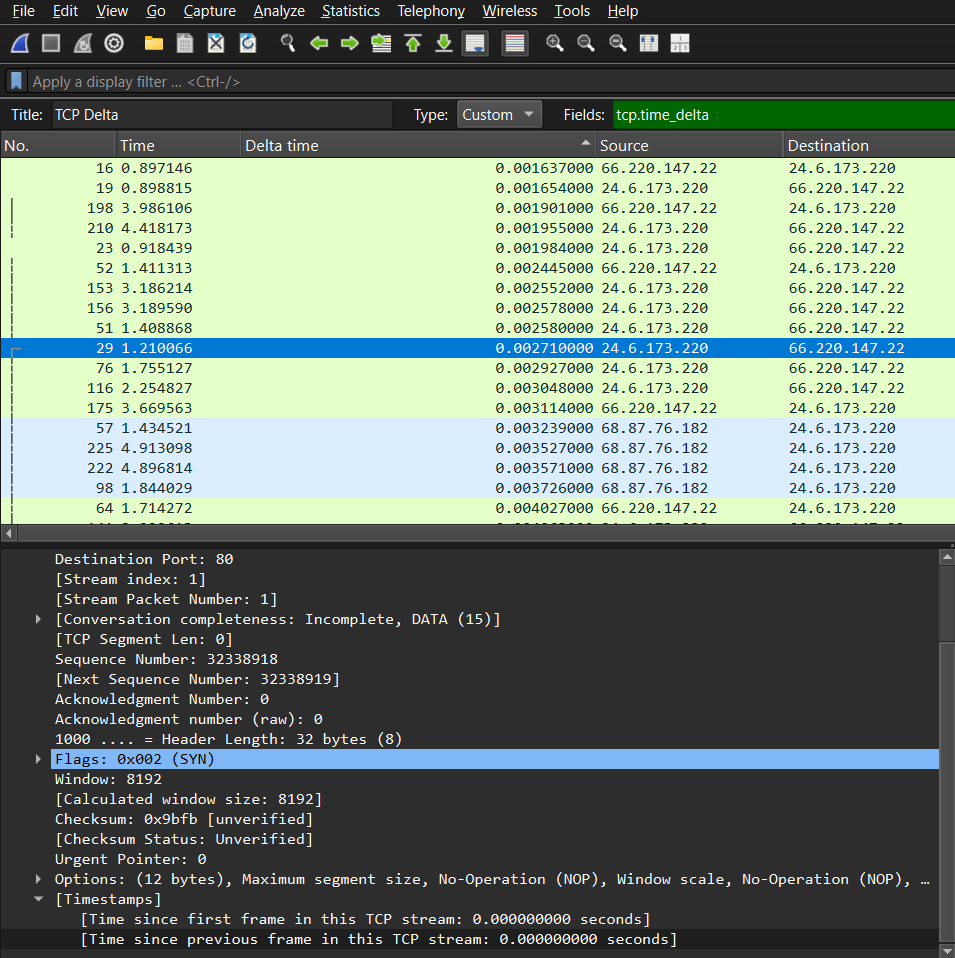 File Edit View Go Capture Analyze Statistics Telephony Wireless Tools Help
Apply a display filter ... <Ctrl-/>
Title: TCP Delta Type: Custom Fields: tcp.time_delta
No. Time Delta time Source Destination
16 0.897146 0.001637000 66.220.147.22 24.6.173.220
19 0.898815 0.001654000 24.6.173.220 66.220.147.22
198 3.986106 0.001901000 66.220.147.22 24.6.173.220
210 4.418173 0.001955000 24.6.173.220 66.220.147.22
23 0.918439 0.001984000 24.6.173.220 66.220.147.22
52 1.411313 0.002445000 66.220.147.22 24.6.173.220
153 3.186214 0.002552000 24.6.173.220 66.220.147.22
156 3.189590 0.002578000 24.6.173.220 66.220.147.22
51 1.408868 0.002580000 24.6.173.220 66.220.147.22
29 1.210066 0.002710000 24.6.173.220 66.220.147.22
76 1.755127 0.002927000 24.6.173.220 66.220.147.22
116 2.254827 0.003048000 24.6.173.220 66.220.147.22
175 3.669563 0.003114000 66.220.147.22 24.6.173.220
57 1.434521 0.003239000 68.87.76.182 24.6.173.220
225 4.913098 0.003527000 68.87.76.182 24.6.173.220
222 4.896814 0.003571000 68.87.76.182 24.6.173.220
98 1.844029 0.003726000 68.87.76.182 24.6.173.220
64 1.714272 0.004027000 66.220.147.22 24.6.173.220
Destination Port: 80
[Stream index: 1]
[Stream Packet Number: 1]
[Conversation completeness: Incomplete, DATA (15)]
[TCP Segment Len: 0]
Sequence Number: 32338918
[Next Sequence Number: 32338919]
Acknowledgment Number: 0
Acknowledgment number (raw): 0
1000 .... = Header Length: 32 bytes (8)
Flags: 0x002 (SYN)
Window: 8192
[Calculated window size: 8192]
Checksum: 0x9bfb [unverified]
[Checksum Status: Unverified]
Urgent Pointer: 0
Options: (12 bytes), Maximum segment size, No-Operation (NOP), Window scale, No-Operation (NOP), …
[Timestamps]
[Time since first frame in this TCP stream: 0.000000000 seconds]
[Time since previous frame in this TCP stream: 0.000000000 seconds]